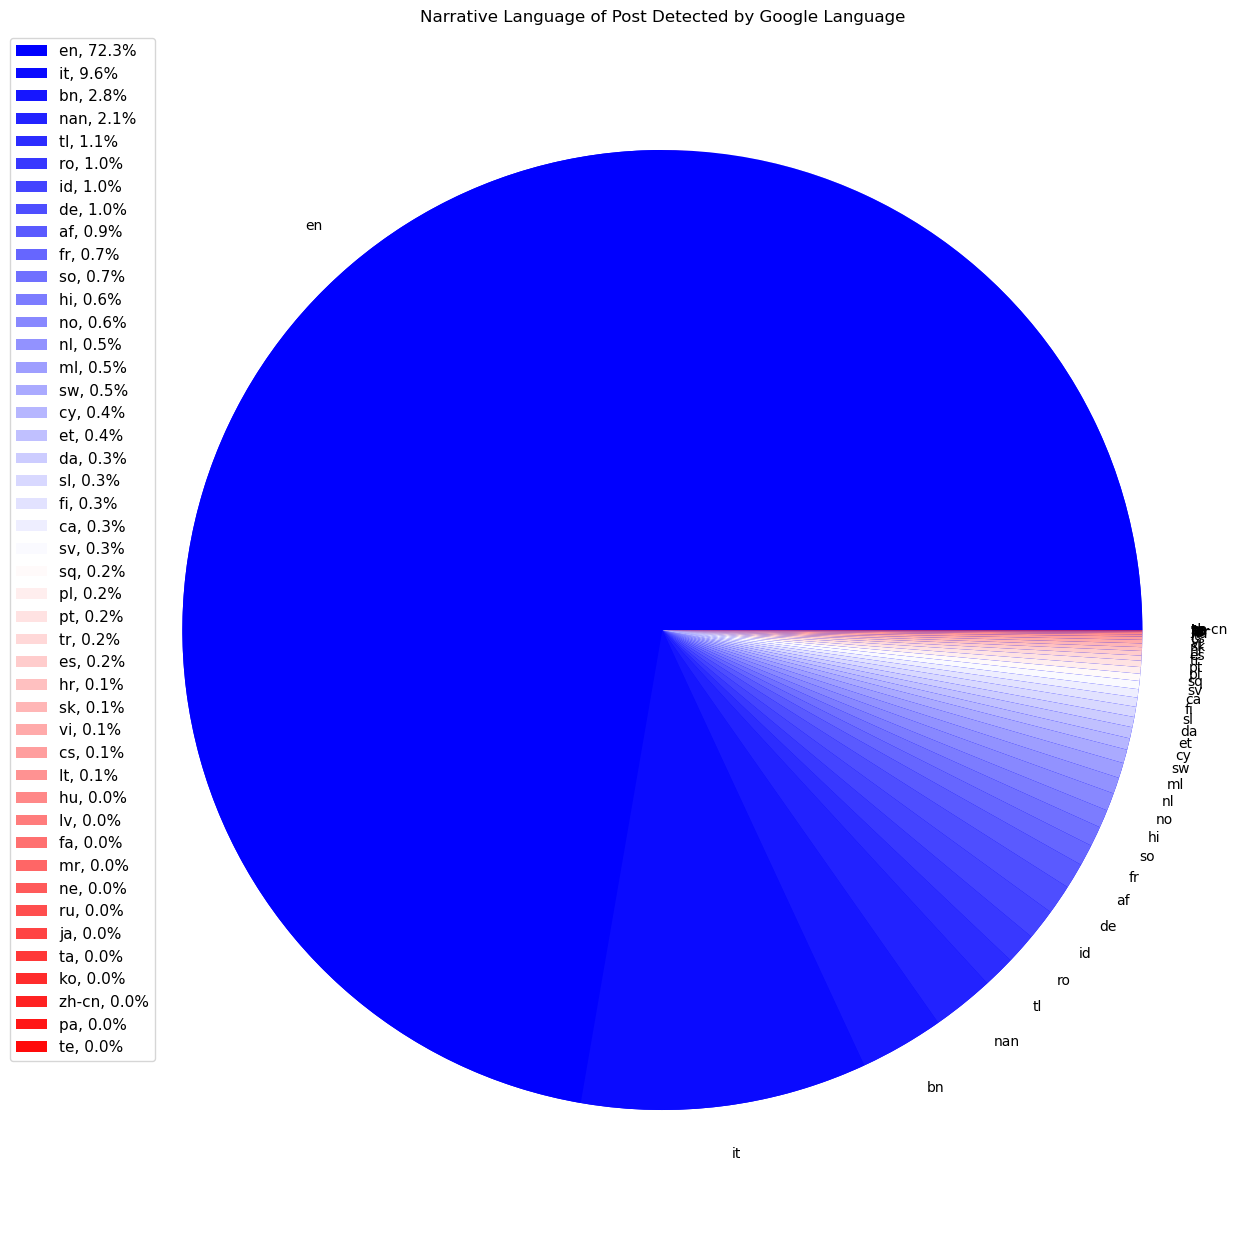 Narrative Language of Post Detected by Google Language
en, 72.3%
it, 9.6%
bn, 2.8%
nan, 2.1%
tl, 1.1%
ro, 1.0%
id, 1.0%
de, 1.0%
af, 0.9%
fr, 0.7%
so, 0.7%
hi, 0.6%
no, 0.6%
nl, 0.5%
ml, 0.5%
sw, 0.5%
cy, 0.4%
et, 0.4%
da, 0.3%
sl, 0.3%
fi, 0.3%
ca, 0.3%
sv, 0.3%
sq, 0.2%
pl, 0.2%
pt, 0.2%
tr, 0.2%
es, 0.2%
hr, 0.1%
sk, 0.1%
vi, 0.1%
cs, 0.1%
lt, 0.1%
hu, 0.0%
lv, 0.0%
fa, 0.0%
mr, 0.0%
ne, 0.0%
ru, 0.0%
ja, 0.0%
ta, 0.0%
ko, 0.0%
zh-cn, 0.0%
pa, 0.0%
te, 0.0%
en
pt
pl
sq
sv
ca
fi
sl
da
et
cy
sw
ml
nl
no
hi
so
fr
af
de
id
ro
tl
nan
bn
it